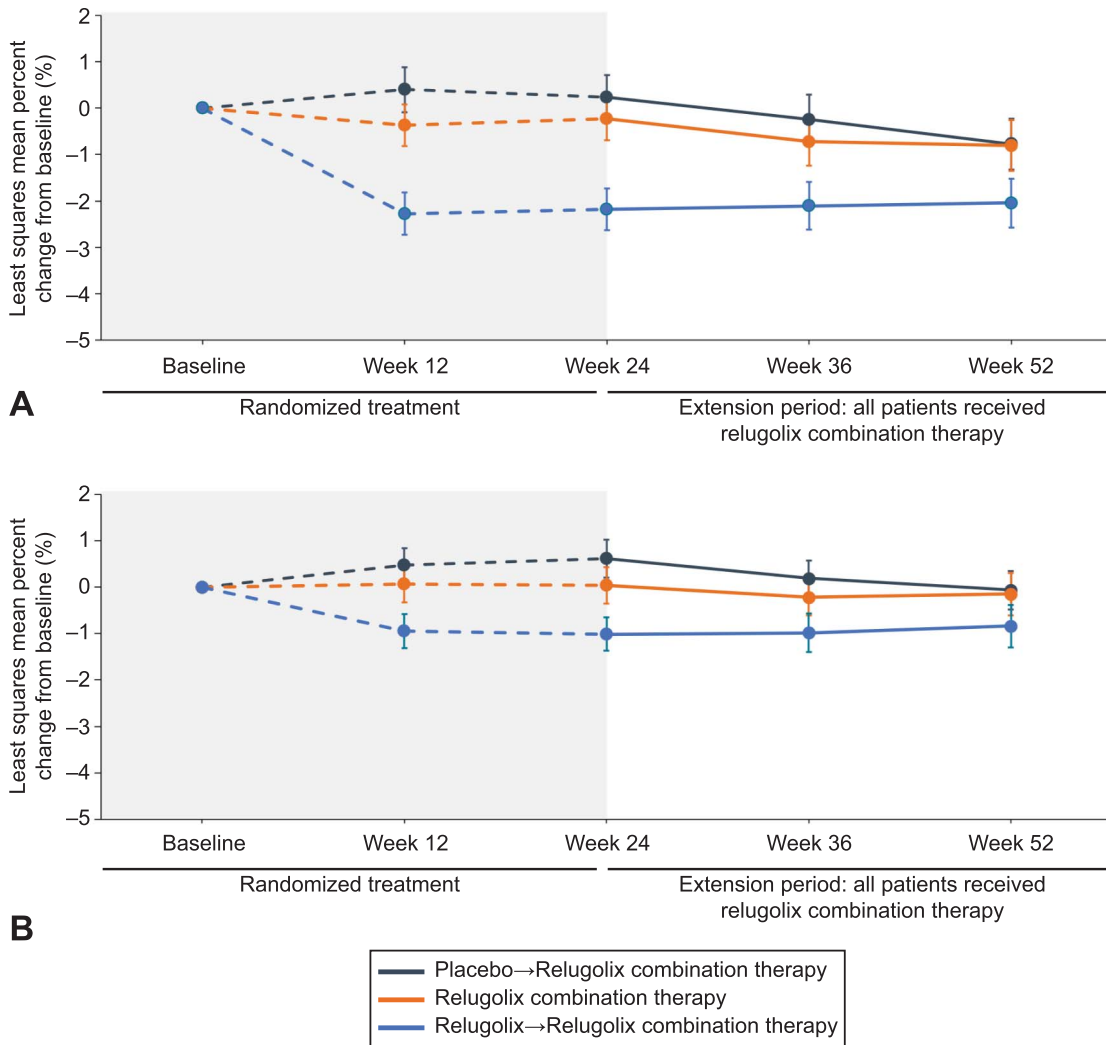 Least squares mean percent
change from baseline (%)
2
1
0
–1
–2
–3
–4
–5
Baseline
Week 12
Week 24
Week 36
Week 52
Randomized treatment
Extension period: all patients received
relugolix combination therapy
A
Least squares mean percent
change from baseline (%)
2
1
0
–1
–2
–3
–4
–5
Baseline
Week 12
Week 24
Week 36
Week 52
Randomized treatment
Extension period: all patients received
relugolix combination therapy
B
Placebo→Relugolix combination therapy
Relugolix combination therapy
Relugolix→Relugolix combination therapy